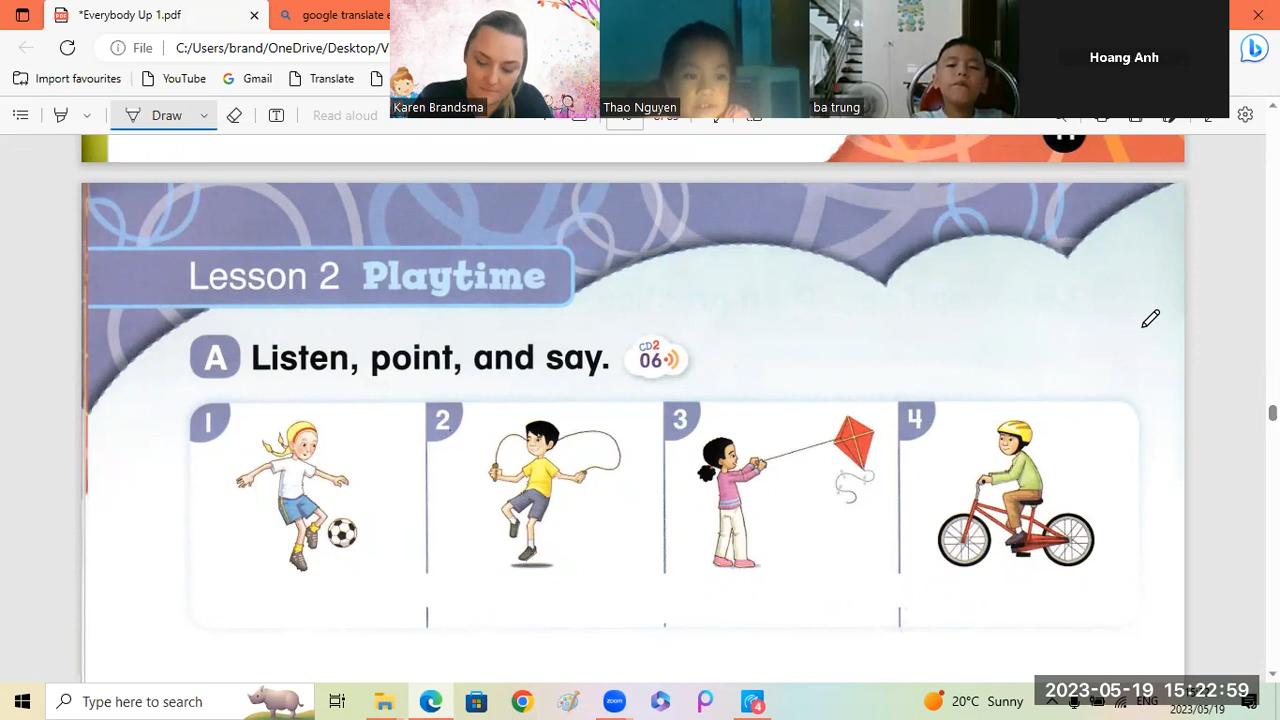 *Everybody Up 1.pdf
google translate e
File
C:/Users/brand/OneDrive/Desktop/V
Import favourites
YouTube
Gmail
Translate
Draw
Read aloud
Karen Brandsma
Thao Nguyen
ba trung
Hoang Anh
Lesson 2 Playtime
A Listen, point, and say. CD2 06
1
2
3
4
Type here to search
zoom
4
20°C Sunny
ENG
2023-05-19 15:22:59
2023/05/19